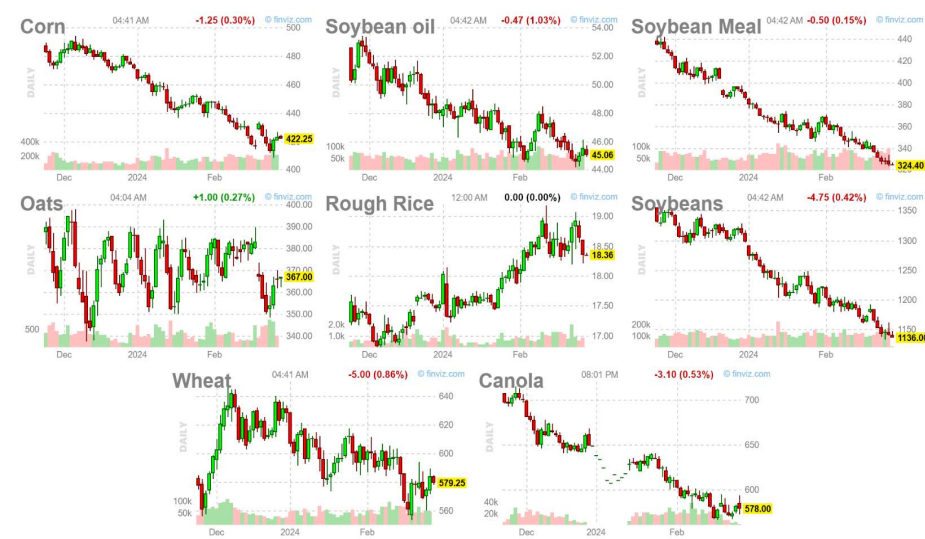 Corn 04:41 AM -1.25 (0.30%) © finviz.com
DAILY
500
480
460
440
422.25
400
400k
200k
Dec 2024 Feb
Soybean oil 04:42 AM -0.47 (1.03%) © finviz.com
DAILY
54.00
52.00
50.00
48.00
46.00
45.06
44.00
100k
50k
Dec 2024 Feb
Soybean Meal 04:42 AM -0.50 (0.15%) © finviz.com
DAILY
440
420
400
380
360
340
324.40
100k
50k
Dec 2024 Feb
Oats 04:04 AM +1.00 (0.27%) © finviz.com
DAILY
400.00
390.00
380.00
367.00
360.00
350.00
340.00
500
Dec 2024 Feb
Rough Rice 12:00 AM 0.00 (0.00%) © finviz.com
DAILY
19.00
18.50
18.36
18.00
17.50
17.00
2.0k
1.0k
Dec 2024 Feb
Soybeans 04:42 AM -4.75 (0.42%) © finviz.com
DAILY
1350
1300
1250
1200
1150
1136.00
200k
100k
Dec 2024 Feb
Wheat 04:41 AM -5.00 (0.86%) © finviz.com
DAILY
640
620
600
579.25
560
100k
50k
Dec 2024 Feb
Canola 08:01 PM -3.10 (0.53%) © finviz.com
DAILY
700
650
600
578.00
40k
20k
Dec 2024 Feb